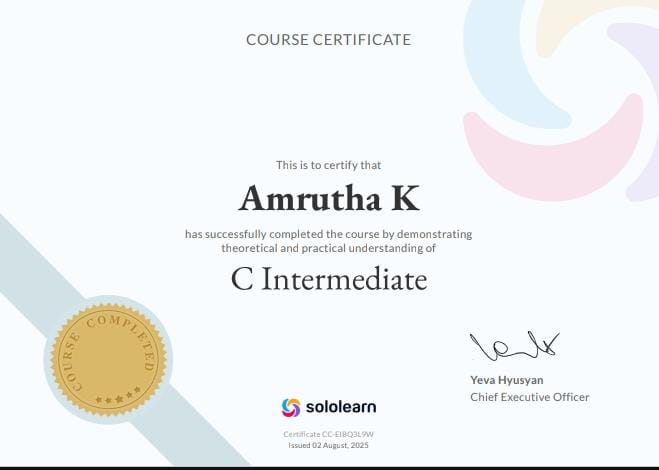 COURSE CERTIFICATE
This is to certify that
Amrutha K
has successfully completed the course by demonstrating
theoretical and practical understanding of
C Intermediate
COURSE COMPLETED
Yeva Hyusyan
Chief Executive Officer
sololearn
Certificate CC-EIBQ3L9W
Issued 02 August, 2025